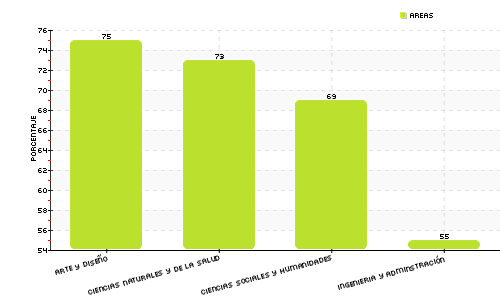 AREAS
PORCENTAJE
76
74
72
70
68
66
64
62
60
58
56
54
75
73
69
55
ARTE Y DISEÑO
CIENCIAS NATURALES Y DE LA SALUD
CIENCIAS SOCIALES Y HUMANIDADES
INGENIERIA Y ADMINSTRACIÓN